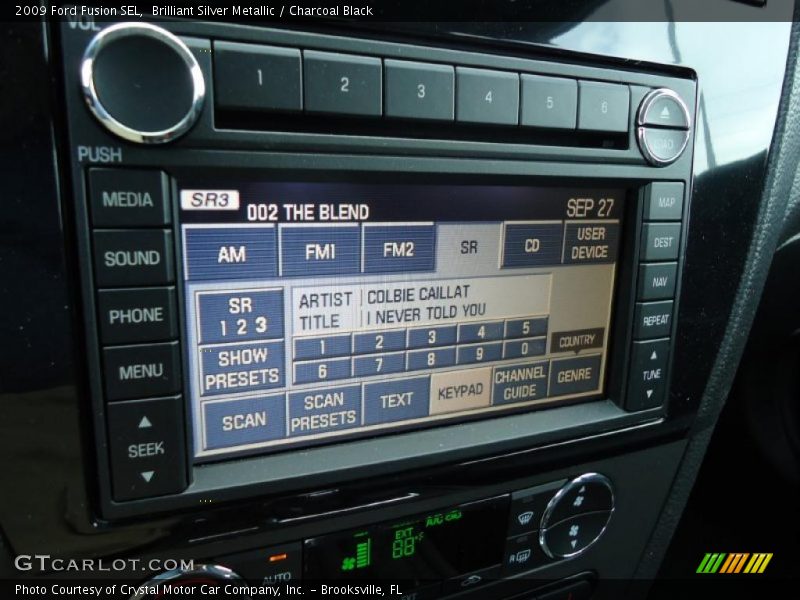 2009 Ford Fusion SEL, Brilliant Silver Metallic / Charcoal Black
VOL
1 2 3 4 5 6
LOAD
PUSH
MEDIA
SOUND
PHONE
MENU
SEEK
SR3 002 THE BLEND SEP 27
AM FM1 FM2 SR CD USER DEVICE
SR 1 2 3
ARTIST COLBIE CAILLAT
TITLE I NEVER TOLD YOU
1 2 3 4 5
6 7 8 9 0
SHOW PRESETS
COUNTRY
SCAN SCAN PRESETS TEXT KEYPAD CHANNEL GUIDE GENRE
MAP
DEST
NAV
REPEAT
TUNE
AUTO
EXT 88°F
A/C
R
EXT
GTCarLot.com
Photo Courtesy of Crystal Motor Car Company, Inc. - Brooksville, FL